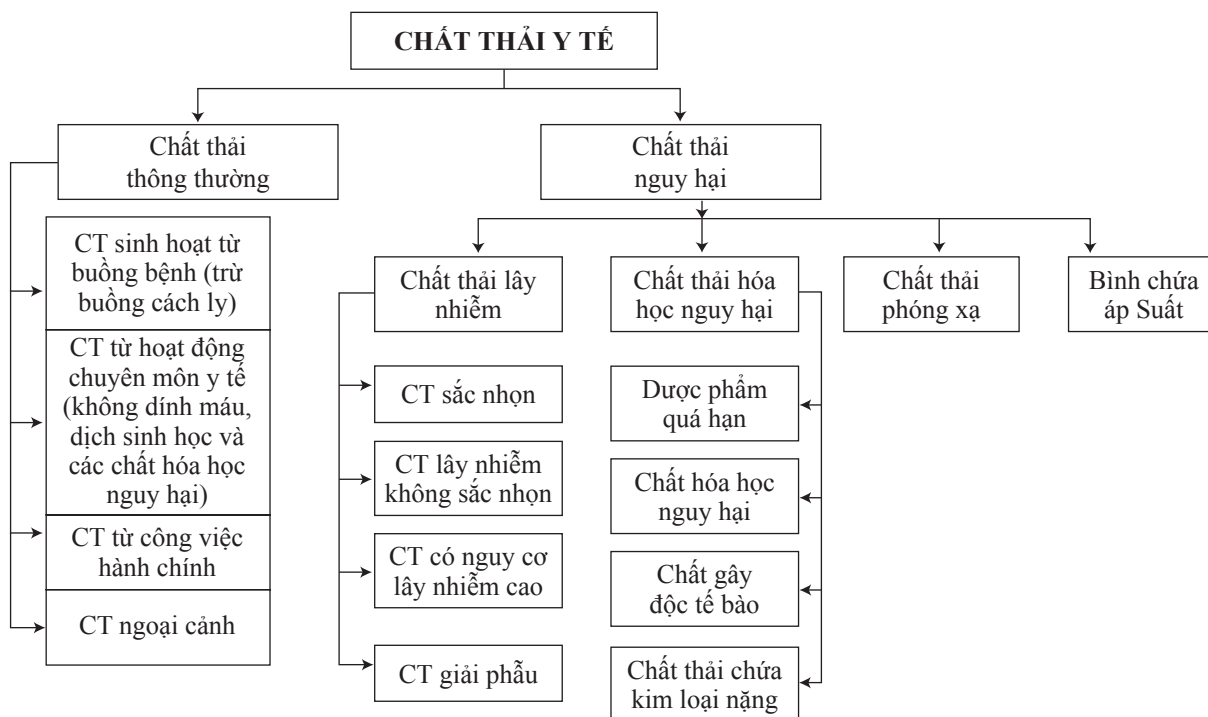 CHẤT THẢI Y TẾ
Chất thải
thông thường
Chất thải
nguy hại
CT sinh hoạt từ
buồng bệnh (trừ
buồng cách ly)
CT từ hoạt động
chuyên môn y tế
(không dính máu,
dịch sinh học và
các chất hóa học
nguy hại)
CT từ công việc
hành chính
CT ngoại cảnh
Chất thải lây
nhiễm
CT sắc nhọn
CT lây nhiễm
không sắc nhọn
CT có nguy cơ
lây nhiễm cao
CT giải phẫu
Chất thải hóa
học nguy hại
Dược phẩm
quá hạn
Chất hóa học
nguy hại
Chất gây
độc tế bào
Chất thải chứa
kim loại nặng
Chất thải
phóng xạ
Bình chứa
áp Suất